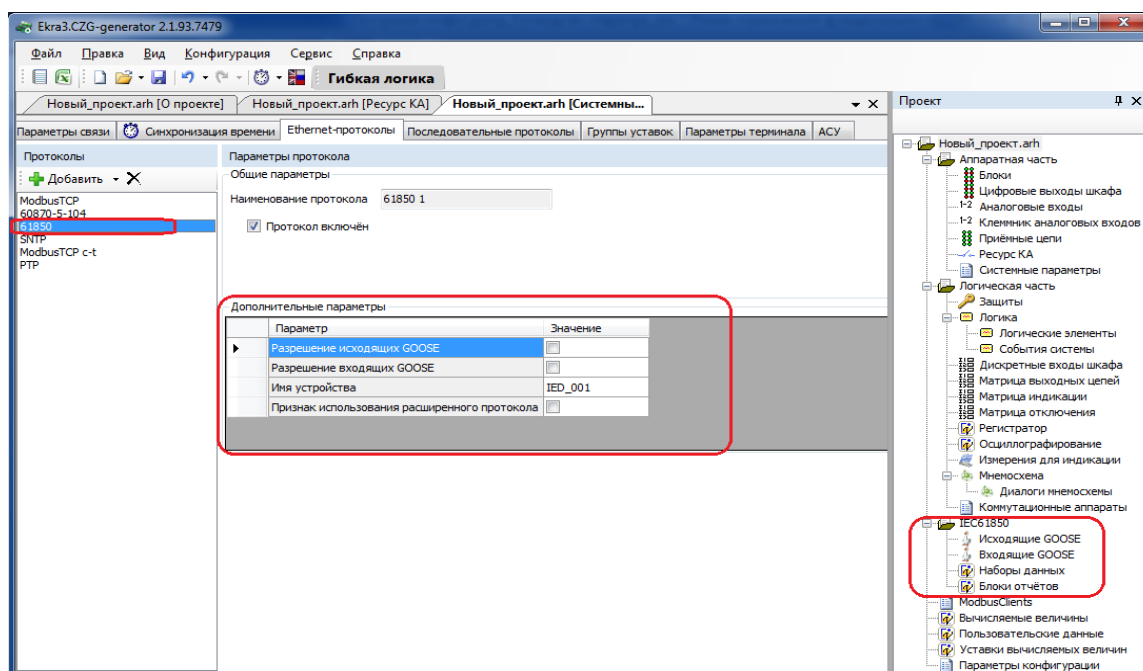 Ekra3.CZG-generator 2.1.93.7479
Файл Правка Вид Конфигурация Сервис Справка
Гибкая логика
Новый_проект.arh [О проекте] Новый_проект.arh [Ресурс КА] Новый_проект.arh [Системны...
Параметры связи Синхронизация времени Ethernet-протоколы Последовательные протоколы Группы уставок Параметры терминала АСУ
Протоколы
Добавить
ModbusTCP
60870-5-104
61850
SNTP
ModbusTCP c-t
PTP
Параметры протокола
Общие параметры
Наименование протокола 61850 1
Протокол включён
Дополнительные параметры
Параметр Значение
Разрешение исходящих GOOSE
Разрешение входящих GOOSE
Имя устройства IED_001
Признак использования расширенного протокола
Проект
Новый_проект.arh
Аппаратная часть
Блоки
Цифровые выходы шкафа
1-2 Аналоговые входы
1-2 Клеммник аналоговых входов
Приёмные цепи
Ресурс КА
Системные параметры
Логическая часть
Защиты
Логика
Логические элементы
События системы
Дискретные входы шкафа
Матрица выходных цепей
Матрица индикации
Матрица отключения
Регистратор
Осциллографирование
Измерения для индикации
Мнемосхема
Диалоги мнемосхемы
Коммутационные аппараты
IEC61850
Исходящие GOOSE
Входящие GOOSE
Наборы данных
Блоки отчётов
ModbusClients
Вычисляемые величины
Пользовательские данные
Уставки вычисляемых величин
Параметры конфигурации